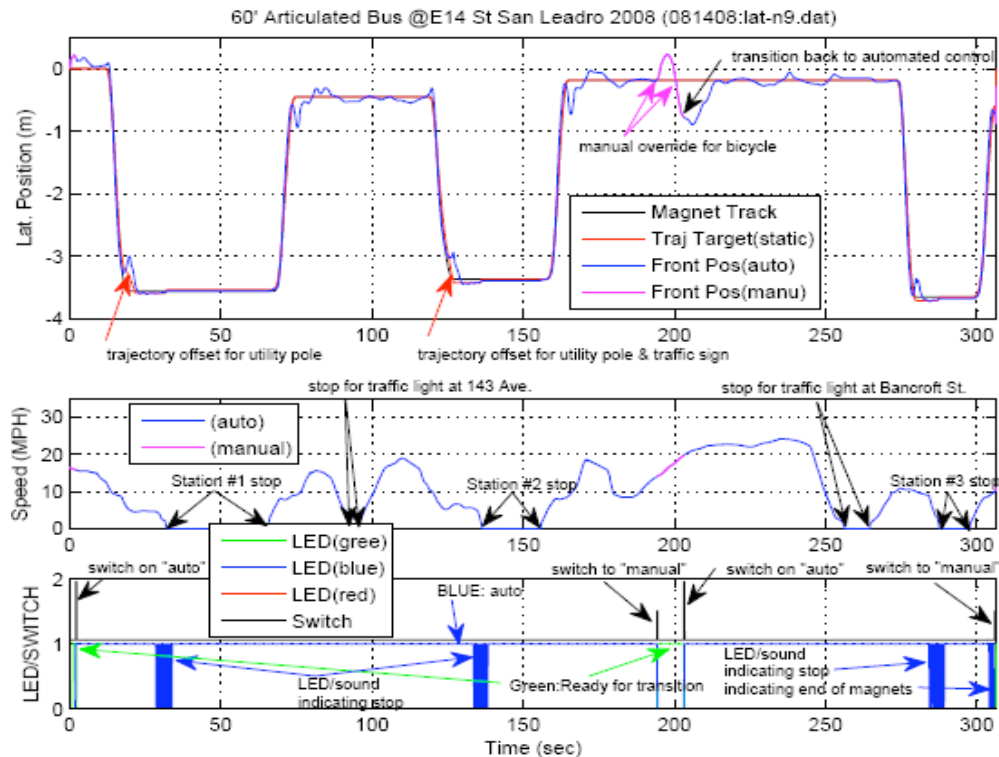 60' Articulated Bus @E14 St San Leadro 2008 (081408:lat-n9.dat)
transition back to automated control
0
-1
-2
-3
-4
Lat. Position (m)
manual override for bicycle
Magnet Track
Traj Target(static)
Front Pos(auto)
Front Pos(manu)
0 50 100 150 200 250 300
trajectory offset for utility pole
trajectory offset for utility pole & traffic sign
stop for traffic light at 143 Ave.
stop for traffic light at Bancroft St.
30
20
10
0
Speed (MPH)
(auto)
(manual)
Station #1 stop
Station #2 stop
Station #3 stop
0 50 100 150 200 250 300
LED(gree
LED(blue)
LED(red)
Switch
2
1
0
LED/SWITCH
switch on "auto"
BLUE: auto
switch to "manual"
switch on "auto"
switch to "manual"
LED/sound
indicating stop
Green:Ready for transition
LED/sound
indicating stop
indicating end of magnets
0 50 100 150 200 250 300
Time (sec)